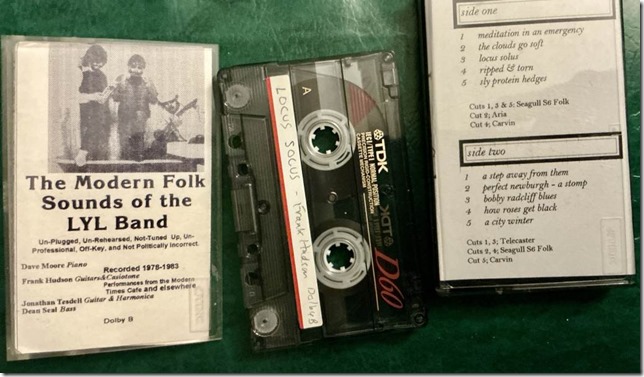 The Modern Folk
Sounds of the
LYL Band
Un-Plugged, Un-Rehearsed, Not-Tuned Up, Un-
Professional, Off-Key, and Not Politically Incorrect.
Dave Moore Piano
Recorded 1978-1983
Frank Hudson Guitars&Casiotone
Performances from the Modern
Times Cafe and elsewhere
Jonathan Tesdell Guitar & Harmonica
Dean Seal Bass
Dolby B
A
LOCUS SOLUS - Frank Hudson Dolby B
TDK
IECI/TYPE I NORMAL POSITION
D60
side one
1 meditation in an emergency
2 the clouds go soft
3 locus solus
4 ripped & torn
5 sly protein hedges
Cuts 1, 3 & 5; Seagull S6 Folk
Cut 2; Aria
Cut 4; Carvin
side two
1 a step away from them
2 perfect newburgh - a stomp
3 bobby radcliff blues
4 how roses get black
5 a city winter
Cuts 1, 3; Telecaster
Cuts 2, 4; Seagull S6 Folk
Cut 5; Carvin